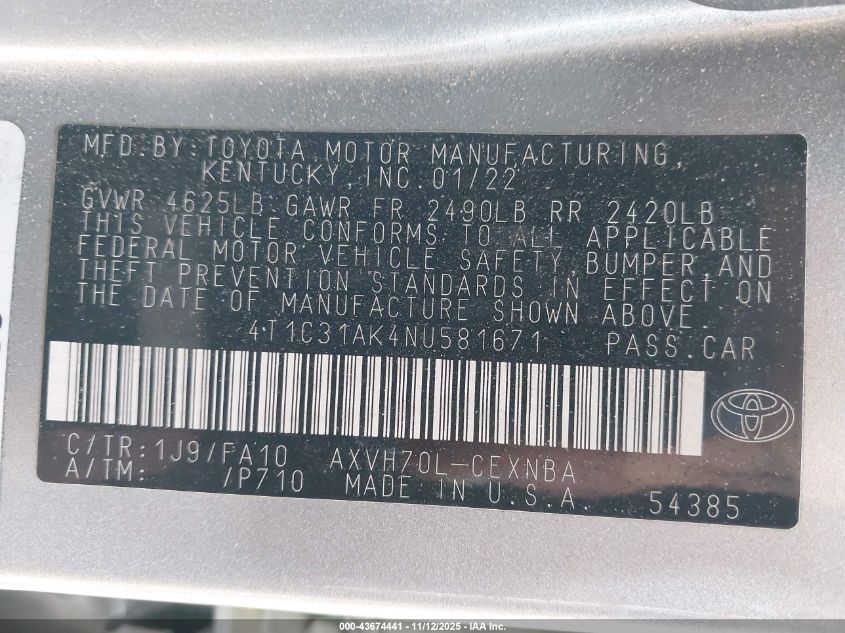 MFD.BY:TOYOTA MOTOR MANUFACTURING,
KENTUCKY, INC.01/22
GVWR 4625LB GAWR FR 2490LB RR 2420LB
THIS VEHICLE CONFORMS TO ALL APPLICABLE
FEDERAL MOTOR VEHICLE SAFETY,BUMPER,AND
THEFT PREVENTION STANDARDS IN EFFECT ON
THE DATE OF MANUFACTURE SHOWN ABOVE.
4T1C31AK4NU581671 PASS.CAR
C/TR:1J9/FA10 AXVH70L-CEXNBA
A/TM: /P710 MADE IN U.S.A. 54385
000-43674441 - 11/12/2025 - IAA Inc.